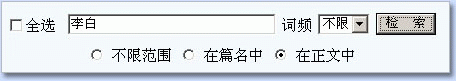 全选 李白 词频 不限 检 索
不限范围 在篇名中 在正文中